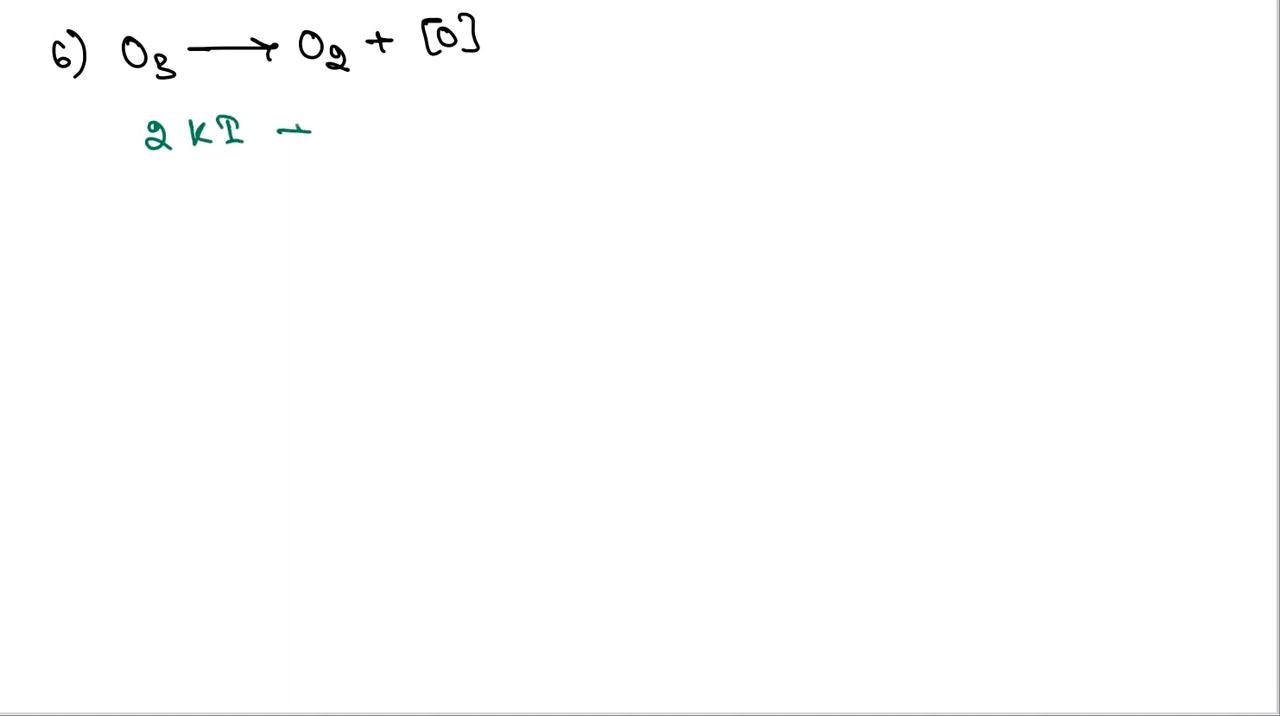 6) O₃ ⟶ O₂ + [O]
2 KI +